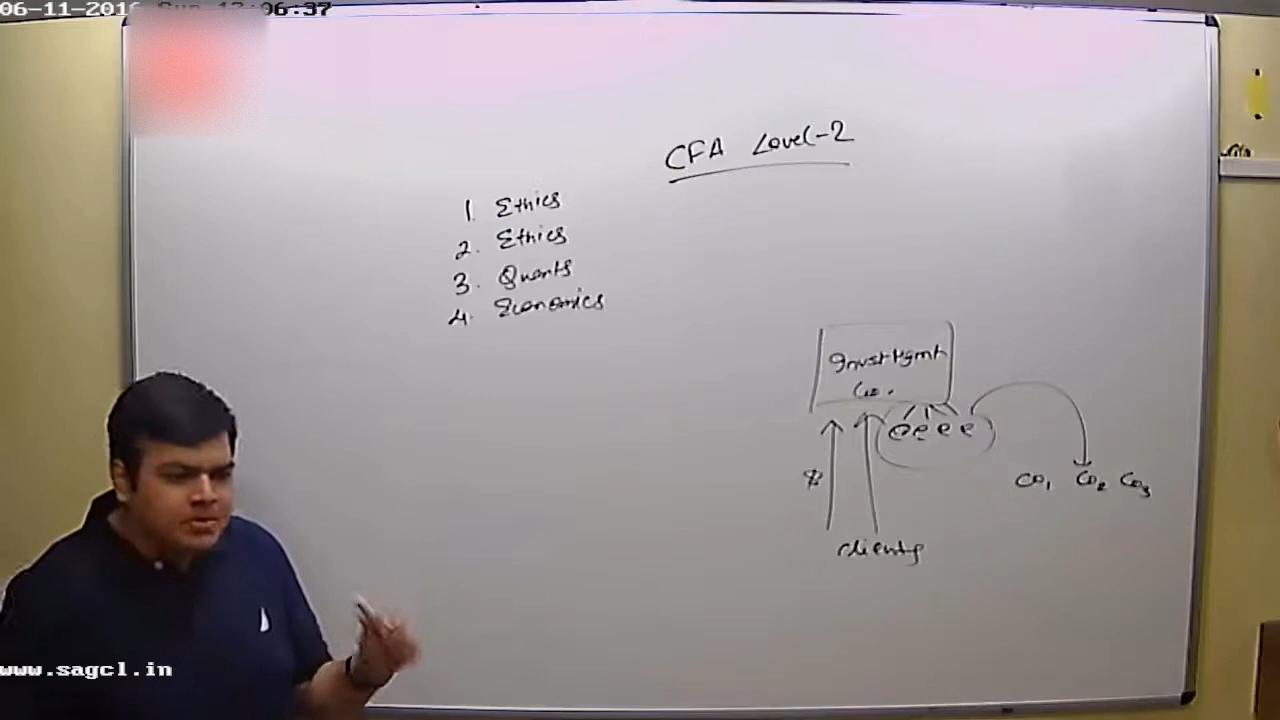 06-11-2016 Sun 12:06:37
CFA Level-2
1. Ethics
2. Ethics
3. Quants
4. Economics
Invst Mgmt
Co.
e e e e
$
CO1 Co2 Co3
clients
www.sagcl.in